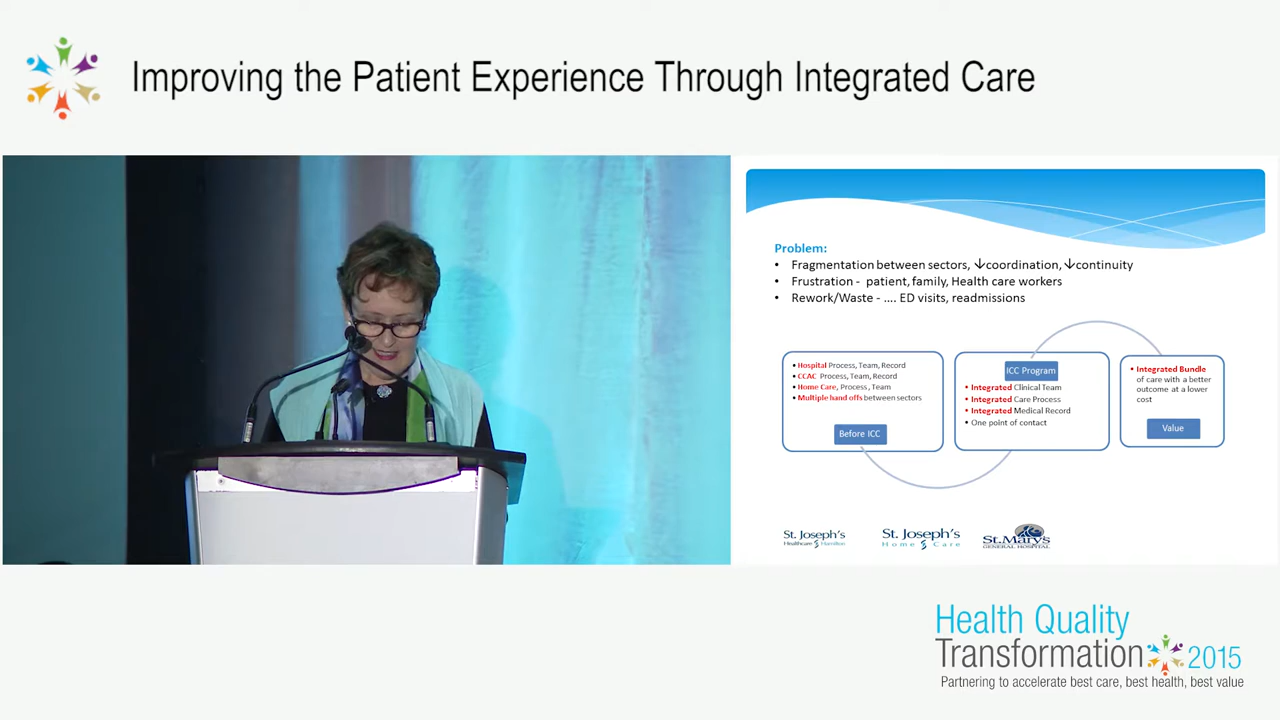 Improving the Patient Experience Through Integrated Care
Problem:
• Fragmentation between sectors, ↓coordination, ↓continuity
• Frustration - patient, family, Health care workers
• Rework/Waste - .... ED visits, readmissions
• Hospital Process, Team, Record
• CCAC Process, Team, Record
• Home Care, Process , Team
• Multiple hand offs between sectors
Before ICC
ICC Program
• Integrated Clinical Team
• Integrated Care Process
• Integrated Medical Record
• One point of contact
• Integrated Bundle
of care with a better
outcome at a lower
cost
Value
St. Joseph's
Healthcare Hamilton
St. Joseph's
Home Care
St. Mary's
GENERAL HOSPITAL
Health Quality
Transformation 2015
Partnering to accelerate best care, best health, best value